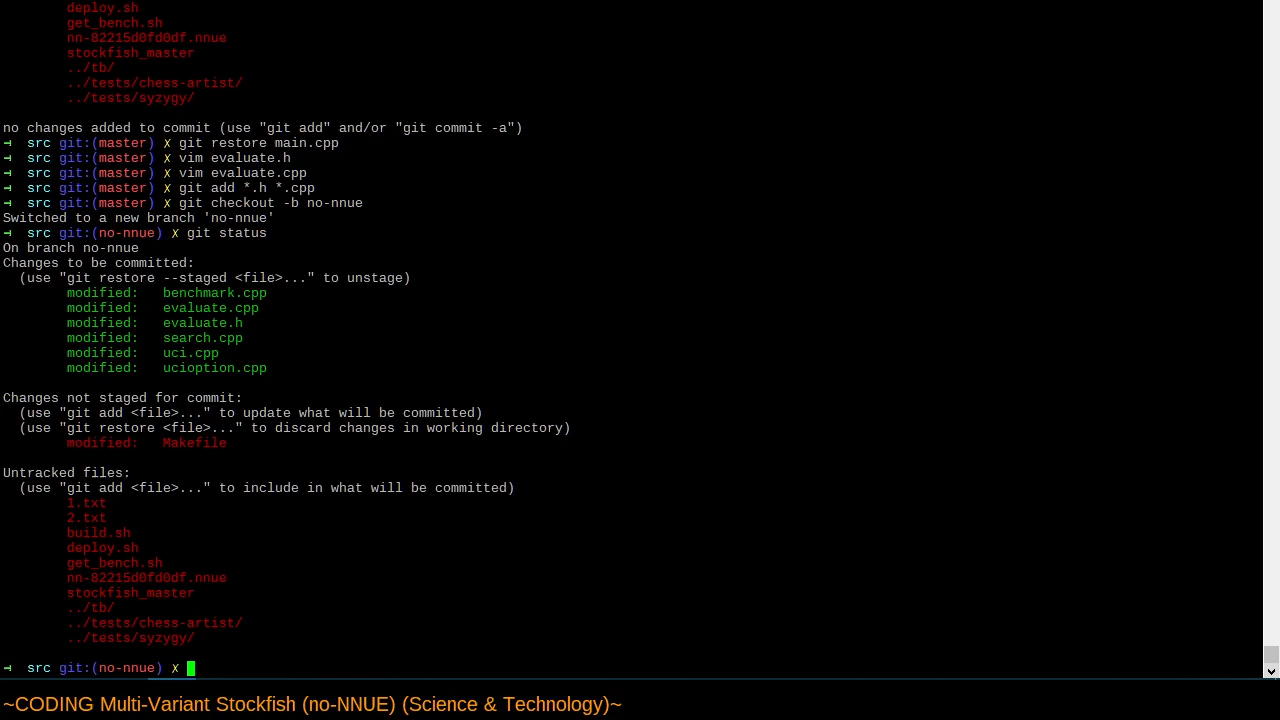 deploy.sh
get_bench.sh
nn-82215d0fd0df.nnue
stockfish_master
../tb/
../tests/chess-artist/
../tests/syzygy/
no changes added to commit (use "git add" and/or "git commit -a")
→ src git:(master) ✗ git restore main.cpp
→ src git:(master) ✗ vim evaluate.h
→ src git:(master) ✗ vim evaluate.cpp
→ src git:(master) ✗ git add *.h *.cpp
→ src git:(master) ✗ git checkout -b no-nnue
Switched to a new branch 'no-nnue'
→ src git:(no-nnue) ✗ git status
On branch no-nnue
Changes to be committed:
(use "git restore --staged <file>..." to unstage)
modified: benchmark.cpp
modified: evaluate.cpp
modified: evaluate.h
modified: search.cpp
modified: uci.cpp
modified: ucioption.cpp
Changes not staged for commit:
(use "git add <file>..." to update what will be committed)
(use "git restore <file>..." to discard changes in working directory)
modified: Makefile
Untracked files:
(use "git add <file>..." to include in what will be committed)
1.txt
2.txt
build.sh
deploy.sh
get_bench.sh
nn-82215d0fd0df.nnue
stockfish_master
../tb/
../tests/chess-artist/
../tests/syzygy/
→ src git:(no-nnue) ✗
~CODING Multi-Variant Stockfish (no-NNUE) (Science & Technology)~